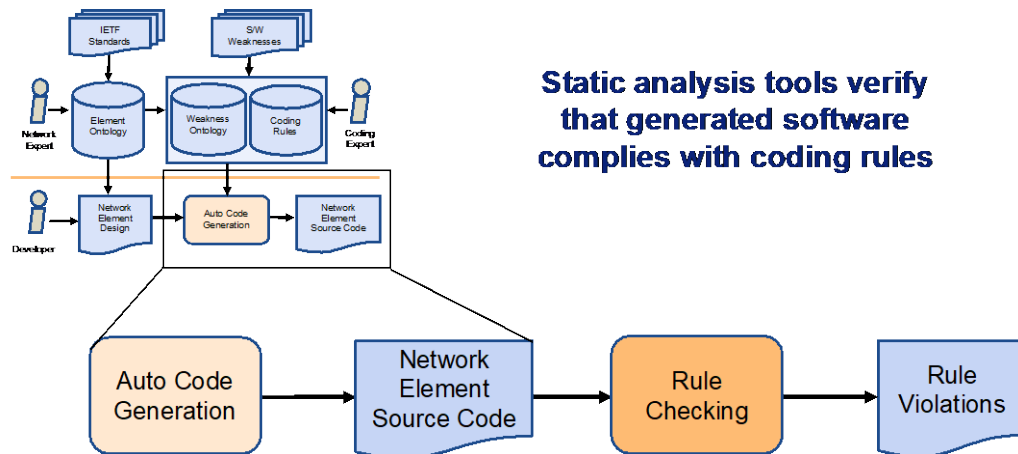 IETF
Standards
S/W
Weaknesses
Static analysis tools verify
that generated software
complies with coding rules
Network
Expert
Element
Ontology
Weakness
Ontology
Coding
Rules
Coding
Expert
Developer
Network
Element
Design
Auto Code
Generation
Network
Element
Source Code
Auto Code
Generation
Network
Element
Source Code
Rule
Checking
Rule
Violations